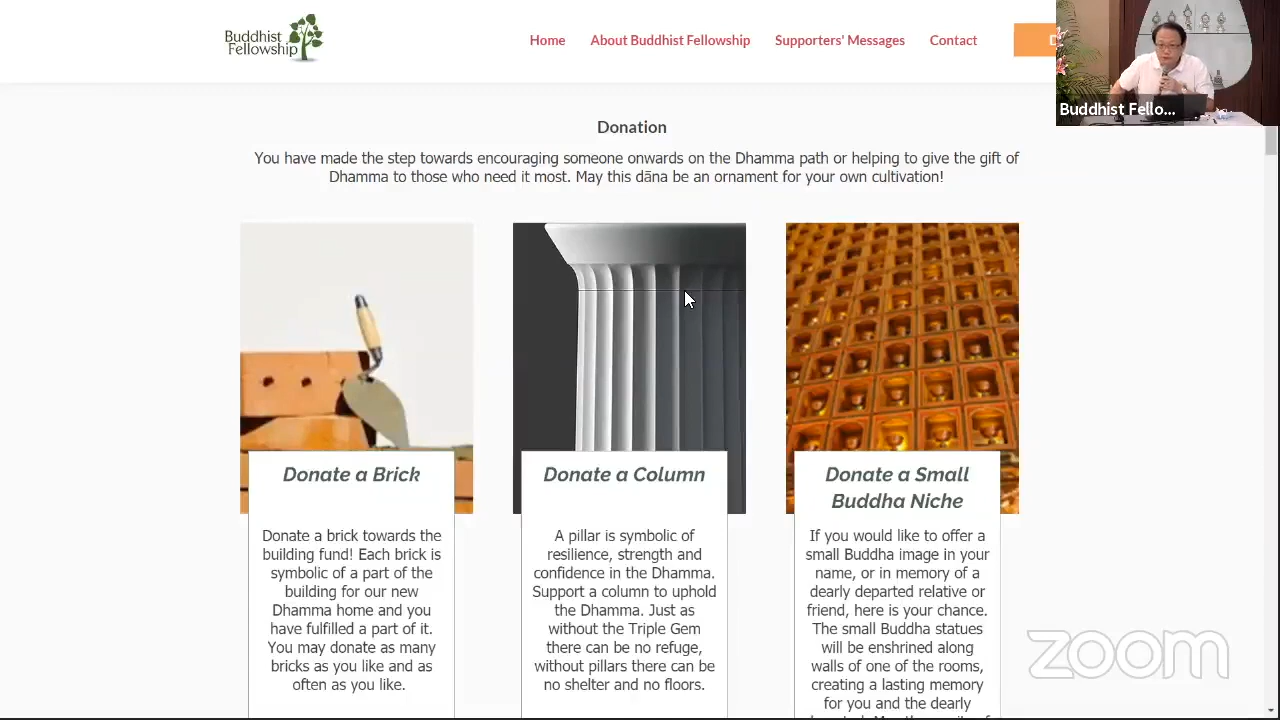 Buddhist
Fellowship
Home
About Buddhist Fellowship
Supporters' Messages
Contact
Buddhist Fello...
Donation
You have made the step towards encouraging someone onwards on the Dhamma path or helping to give the gift of
Dhamma to those who need it most. May this dāna be an ornament for your own cultivation!
Donate a Brick
Donate a brick towards the
building fund! Each brick is
symbolic of a part of the
building for our new
Dhamma home and you
have fulfilled a part of it.
You may donate as many
bricks as you like and as
often as you like.
Donate a Column
A pillar is symbolic of
resilience, strength and
confidence in the Dhamma.
Support a column to uphold
the Dhamma. Just as
without the Triple Gem
there can be no refuge,
without pillars there can be
no shelter and no floors.
Donate a Small
Buddha Niche
If you would like to offer a
small Buddha image in your
name, or in memory of a
dearly departed relative or
friend, here is your chance.
The small Buddha statues
will be enshrined along
walls of one of the rooms,
creating a lasting memory
for you and the dearly
zoom